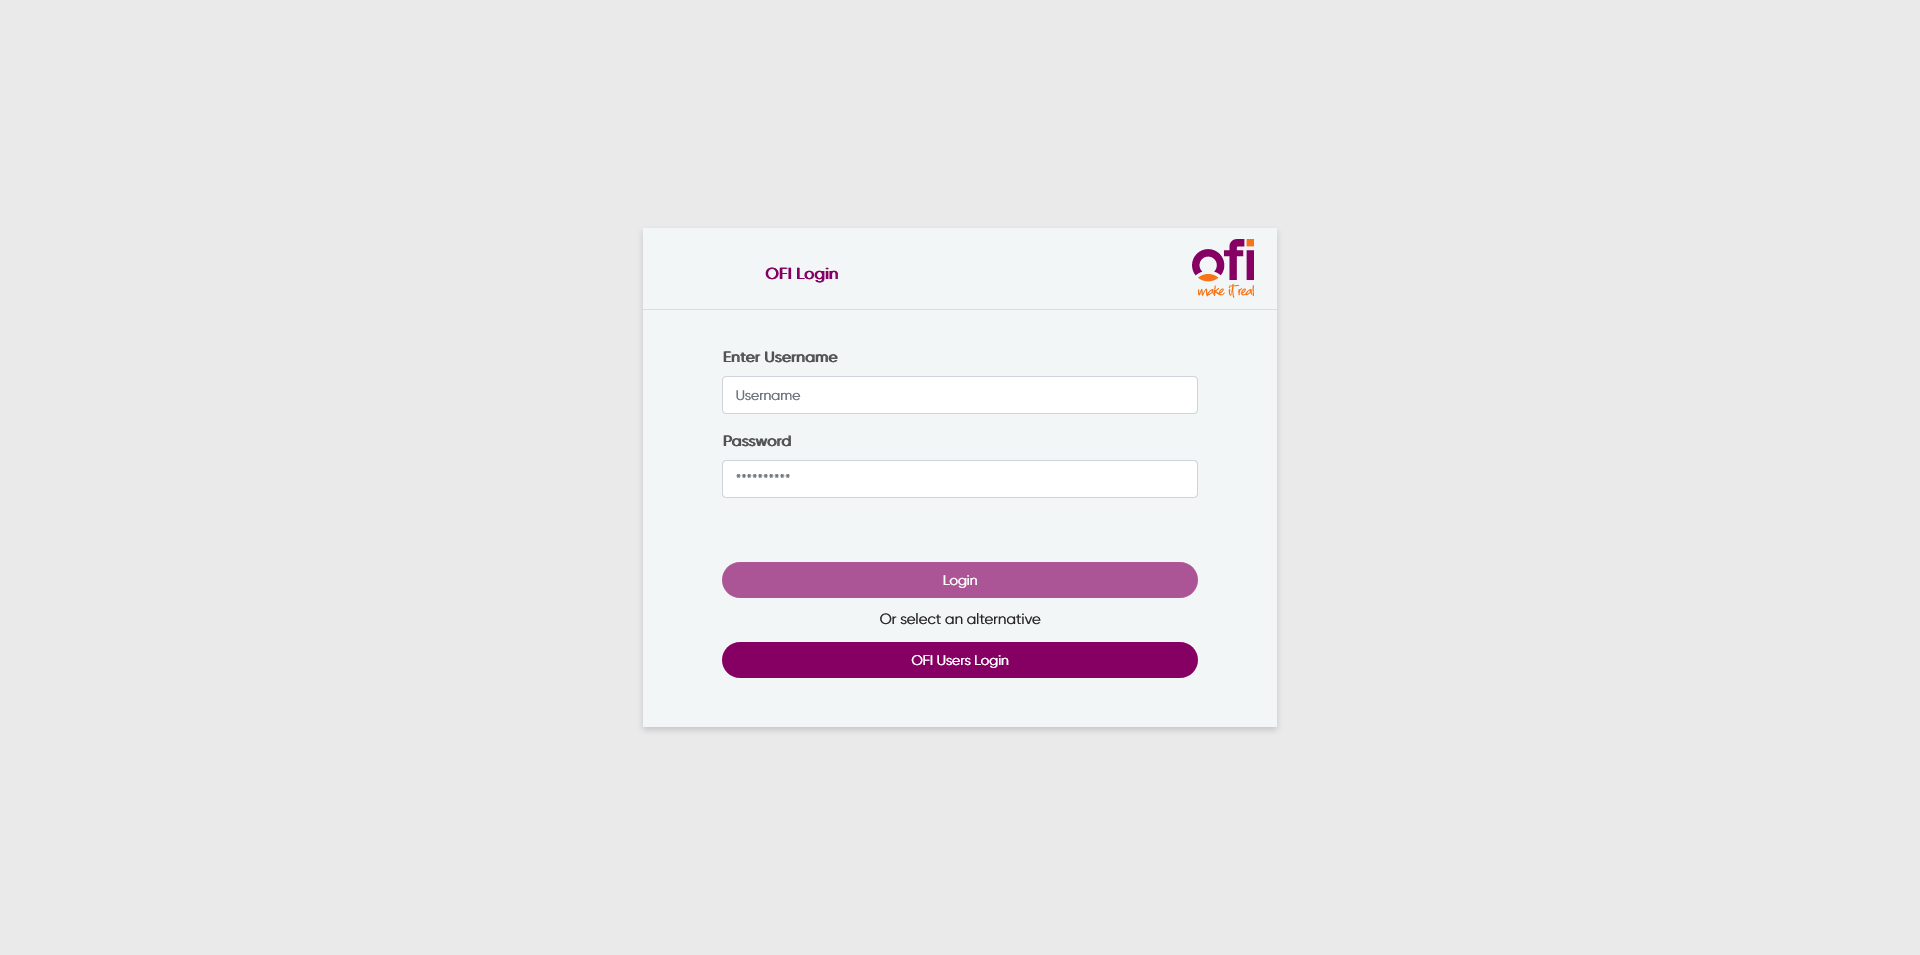 OFI Login
ofi
make it real
Enter Username
Username
Password
**********
Login
Or select an alternative
OFI Users Login